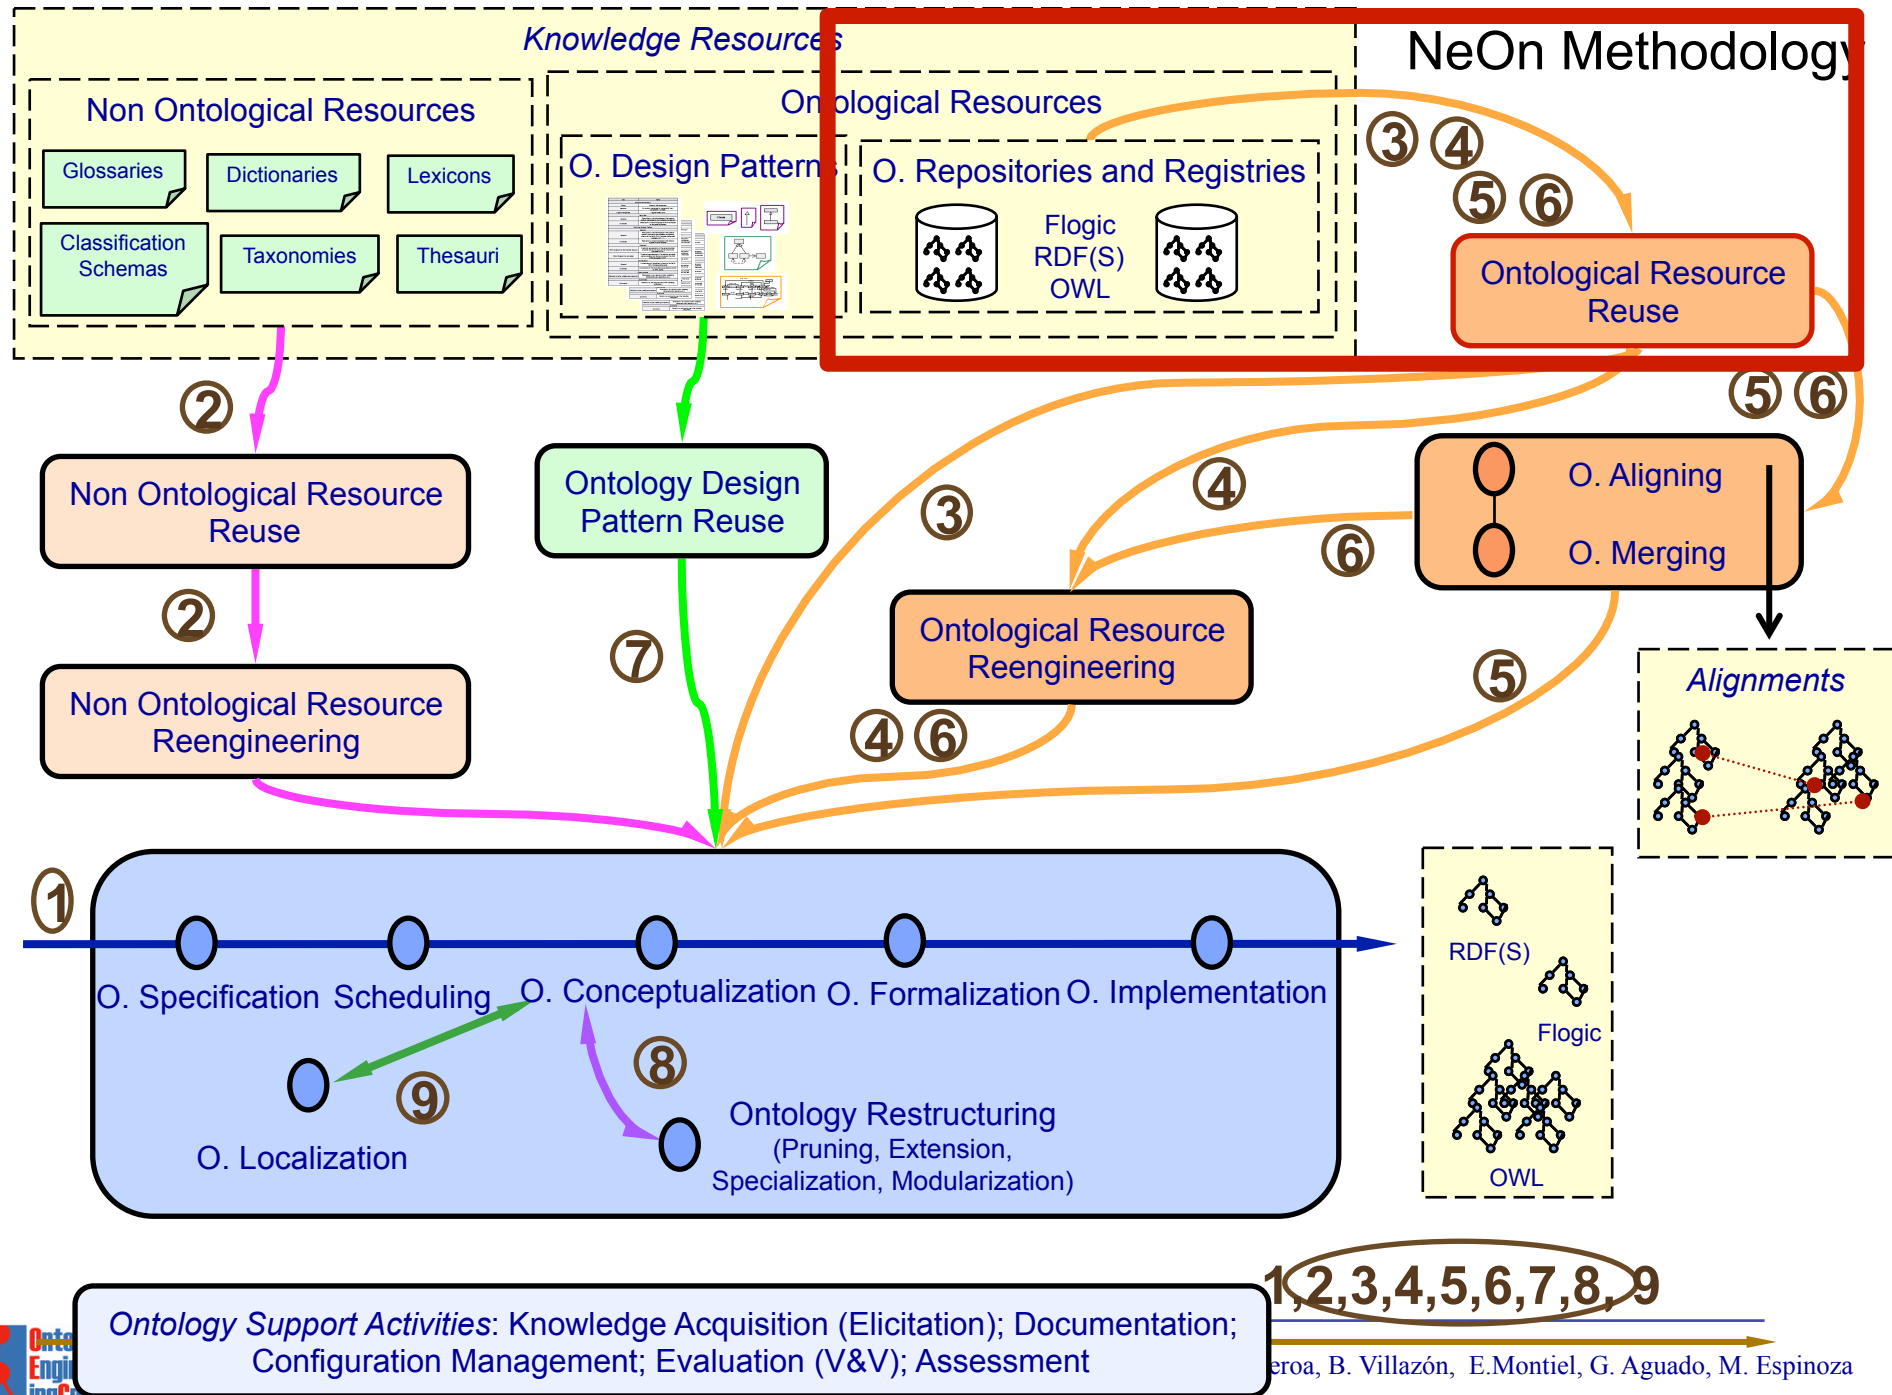 Knowledge Resources
NeOn Methodology
Non Ontological Resources
Ontological Resources
Glossaries
Dictionaries
Lexicons
Classification
Schemas
Taxonomies
Thesauri
O. Design Patterns
O. Repositories and Registries
Flogic
RDF(S)
OWL
3 4
5 6
Ontological Resource
Reuse
2
5 6
Non Ontological Resource
Reuse
Ontology Design
Pattern Reuse
3
4
6
O. Aligning
O. Merging
2
7
Ontological Resource
Reengineering
5
Non Ontological Resource
Reengineering
4 6
Alignments
1
O. Specification
Scheduling
O. Conceptualization
O. Formalization
O. Implementation
9
8
O. Localization
Ontology Restructuring
(Pruning, Extension,
Specialization, Modularization)
RDF(S)
Flogic
OWL
1,2,3,4,5,6,7,8, 9
Ontology Support Activities: Knowledge Acquisition (Elicitation); Documentation;
Configuration Management; Evaluation (V&V); Assessment
eroa, B. Villazón, E.Montiel, G. Aguado, M. Espinoza